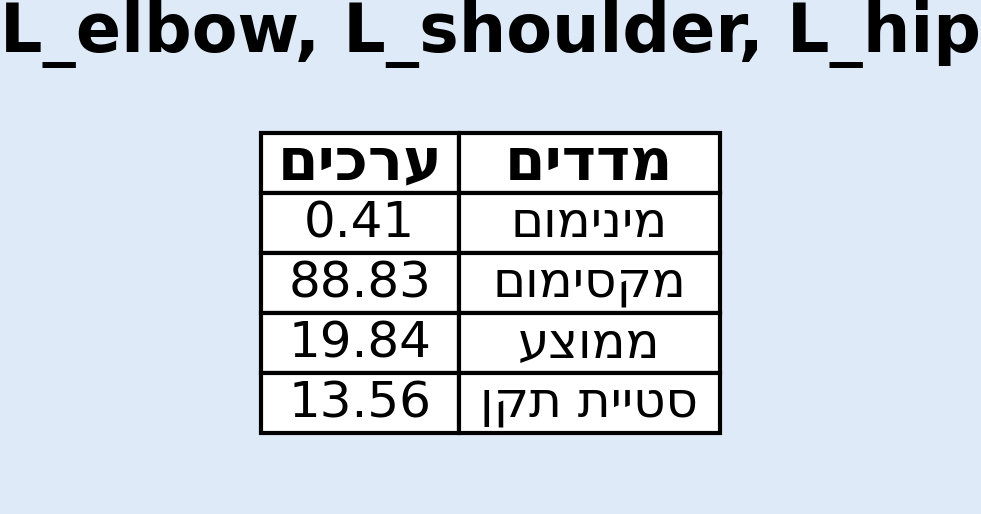 L_elbow, L_shoulder, L_hip
מדדים ערכים
מינימום 0.41
מקסימום 88.83
ממוצע 19.84
סטיית תקן 13.56